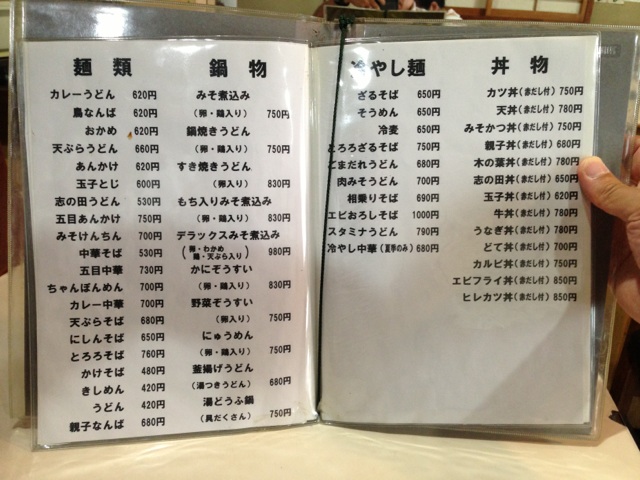 麺類
カレーうどん 620円
鳥なんば 620円
おかめ 620円
天ぷらうどん 660円
あんかけ 620円
玉子とじ 600円
志の田うどん 530円
五目あんかけ 750円
みそけんちん 700円
中華そば 530円
五目中華 730円
ちゃんぽんめん 700円
カレー中華 700円
天ぷらそば 680円
にしんそば 650円
とろろそば 760円
かけそば 480円
きしめん 420円
うどん 420円
親子なんば 680円
鍋物
みそ煮込み
(卵・鶏入り) 750円
鍋焼きうどん
(卵・鶏入り) 750円
すき焼きうどん
(卵入り) 830円
もち入りみそ煮込み
(卵・鶏入り) 830円
デラックスみそ煮込み
(卵・わかめ 鶏・天ぷら入り) 980円
かにぞうすい
(卵・鶏入り) 830円
野菜ぞうすい
(卵入り) 750円
にゅうめん
(卵・鶏入り) 750円
釜揚げうどん
(湯つきうどん) 680円
湯どうふ鍋
(具だくさん) 750円
冷やし麺
ざるそば 650円
そうめん 650円
冷麦 650円
とろろざるそば 750円
ごまだれうどん 680円
肉みそうどん 700円
相乗りそば 690円
エビおろしそば 1000円
スタミナうどん 790円
冷やし中華(夏季のみ) 680円
丼物
カツ丼(赤だし付) 750円
天丼(赤だし付) 780円
みそかつ丼(赤だし付) 750円
親子丼(赤だし付) 680円
木の葉丼(赤だし付) 780円
志の田丼(赤だし付) 650円
玉子丼(赤だし付) 620円
牛丼(赤だし付) 780円
うなぎ丼(赤だし付) 780円
どて丼(赤だし付) 700円
カルビ丼(赤だし付) 750円
エビフライ丼(赤だし付) 850円
ヒレカツ丼(赤だし付) 850円